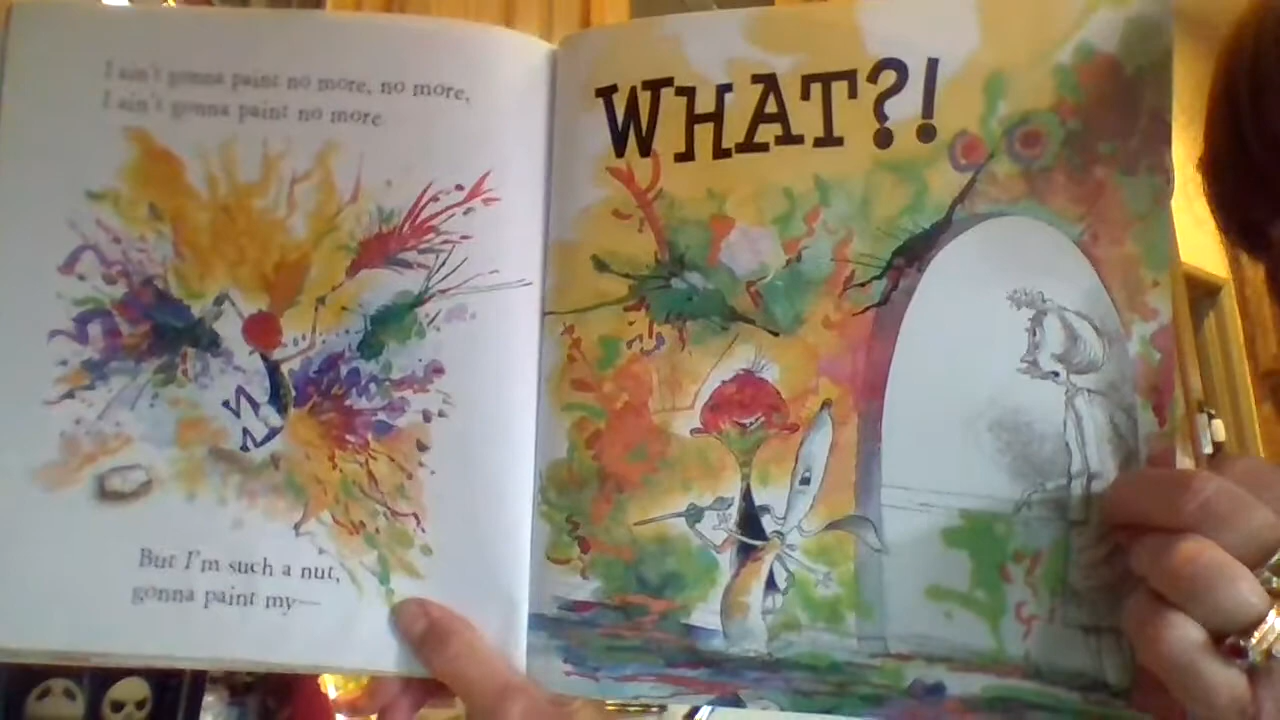 I ain't gonna paint no more, no more,
I ain't gonna paint no more
But I'm such a nut,
gonna paint my—
WHAT?!